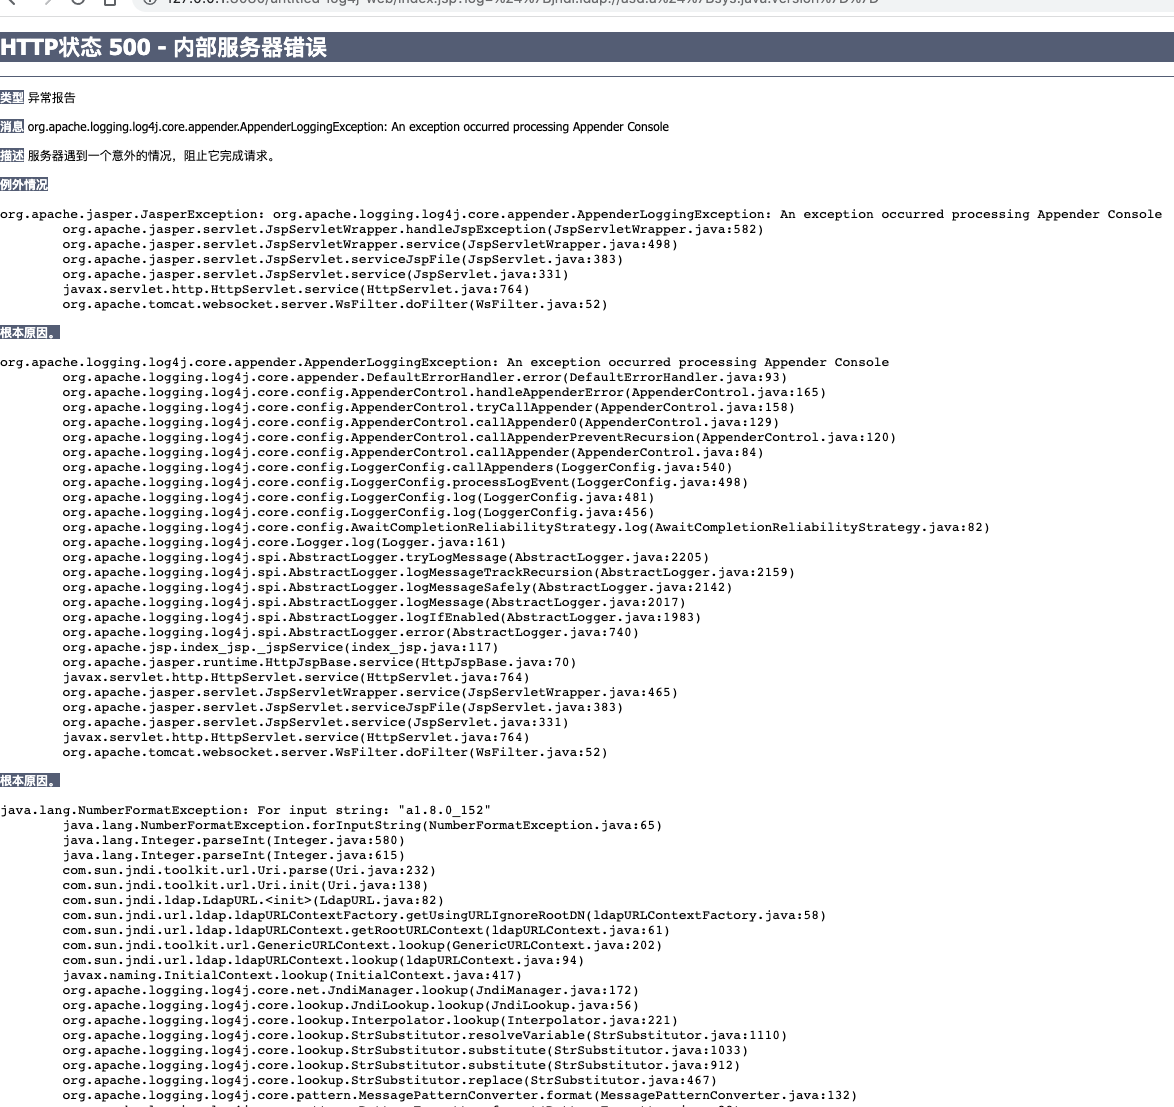 HTTP状态 500 - 内部服务器错误
类型 异常报告
消息 org.apache.logging.log4j.core.appender.AppenderLoggingException: An exception occurred processing Appender Console
描述 服务器遇到一个意外的情况，阻止它完成请求。
例外情况
org.apache.jasper.JasperException: org.apache.logging.log4j.core.appender.AppenderLoggingException: An exception occurred processing Appender Console
org.apache.jasper.servlet.JspServletWrapper.handleJspException(JspServletWrapper.java:582)
org.apache.jasper.servlet.JspServletWrapper.service(JspServletWrapper.java:498)
org.apache.jasper.servlet.JspServlet.serviceJspFile(JspServlet.java:383)
org.apache.jasper.servlet.JspServlet.service(JspServlet.java:331)
javax.servlet.http.HttpServlet.service(HttpServlet.java:764)
org.apache.tomcat.websocket.server.WsFilter.doFilter(WsFilter.java:52)
根本原因。
org.apache.logging.log4j.core.appender.AppenderLoggingException: An exception occurred processing Appender Console
org.apache.logging.log4j.core.appender.DefaultErrorHandler.error(DefaultErrorHandler.java:93)
org.apache.logging.log4j.core.config.AppenderControl.handleAppenderError(AppenderControl.java:165)
org.apache.logging.log4j.core.config.AppenderControl.tryCallAppender(AppenderControl.java:158)
org.apache.logging.log4j.core.config.AppenderControl.callAppender0(AppenderControl.java:129)
org.apache.logging.log4j.core.config.AppenderControl.callAppenderPreventRecursion(AppenderControl.java:120)
org.apache.logging.log4j.core.config.AppenderControl.callAppender(AppenderControl.java:84)
org.apache.logging.log4j.core.config.LoggerConfig.callAppenders(LoggerConfig.java:540)
org.apache.logging.log4j.core.config.LoggerConfig.processLogEvent(LoggerConfig.java:498)
org.apache.logging.log4j.core.config.LoggerConfig.log(LoggerConfig.java:481)
org.apache.logging.log4j.core.config.LoggerConfig.log(LoggerConfig.java:456)
org.apache.logging.log4j.core.config.AwaitCompletionReliabilityStrategy.log(AwaitCompletionReliabilityStrategy.java:82)
org.apache.logging.log4j.core.Logger.log(Logger.java:161)
org.apache.logging.log4j.spi.AbstractLogger.tryLogMessage(AbstractLogger.java:2205)
org.apache.logging.log4j.spi.AbstractLogger.logMessageTrackRecursion(AbstractLogger.java:2159)
org.apache.logging.log4j.spi.AbstractLogger.logMessageSafely(AbstractLogger.java:2142)
org.apache.logging.log4j.spi.AbstractLogger.logMessage(AbstractLogger.java:2017)
org.apache.logging.log4j.spi.AbstractLogger.logIfEnabled(AbstractLogger.java:1983)
org.apache.logging.log4j.spi.AbstractLogger.error(AbstractLogger.java:740)
org.apache.jsp.index_jsp._jspService(index_jsp.java:117)
org.apache.jasper.runtime.HttpJspBase.service(HttpJspBase.java:70)
javax.servlet.http.HttpServlet.service(HttpServlet.java:764)
org.apache.jasper.servlet.JspServletWrapper.service(JspServletWrapper.java:465)
org.apache.jasper.servlet.JspServlet.serviceJspFile(JspServlet.java:383)
org.apache.jasper.servlet.JspServlet.service(JspServlet.java:331)
javax.servlet.http.HttpServlet.service(HttpServlet.java:764)
org.apache.tomcat.websocket.server.WsFilter.doFilter(WsFilter.java:52)
根本原因。
java.lang.NumberFormatException: For input string: "a1.8.0_152"
java.lang.NumberFormatException.forInputString(NumberFormatException.java:65)
java.lang.Integer.parseInt(Integer.java:580)
java.lang.Integer.parseInt(Integer.java:615)
com.sun.jndi.toolkit.url.Uri.parse(Uri.java:232)
com.sun.jndi.toolkit.url.Uri.init(Uri.java:138)
com.sun.jndi.ldap.LdapURL.<init>(LdapURL.java:82)
com.sun.jndi.url.ldap.ldapURLContextFactory.getUsingURLIgnoreRootDN(ldapURLContextFactory.java:58)
com.sun.jndi.url.ldap.ldapURLContext.getRootURLContext(ldapURLContext.java:61)
com.sun.jndi.toolkit.url.GenericURLContext.lookup(GenericURLContext.java:202)
com.sun.jndi.url.ldap.ldapURLContext.lookup(ldapURLContext.java:94)
javax.naming.InitialContext.lookup(InitialContext.java:417)
org.apache.logging.log4j.core.net.JndiManager.lookup(JndiManager.java:172)
org.apache.logging.log4j.core.lookup.JndiLookup.lookup(JndiLookup.java:56)
org.apache.logging.log4j.core.lookup.Interpolator.lookup(Interpolator.java:221)
org.apache.logging.log4j.core.lookup.StrSubstitutor.resolveVariable(StrSubstitutor.java:1110)
org.apache.logging.log4j.core.lookup.StrSubstitutor.substitute(StrSubstitutor.java:1033)
org.apache.logging.log4j.core.lookup.StrSubstitutor.substitute(StrSubstitutor.java:912)
org.apache.logging.log4j.core.lookup.StrSubstitutor.replace(StrSubstitutor.java:467)
org.apache.logging.log4j.core.pattern.MessagePatternConverter.format(MessagePatternConverter.java:132)